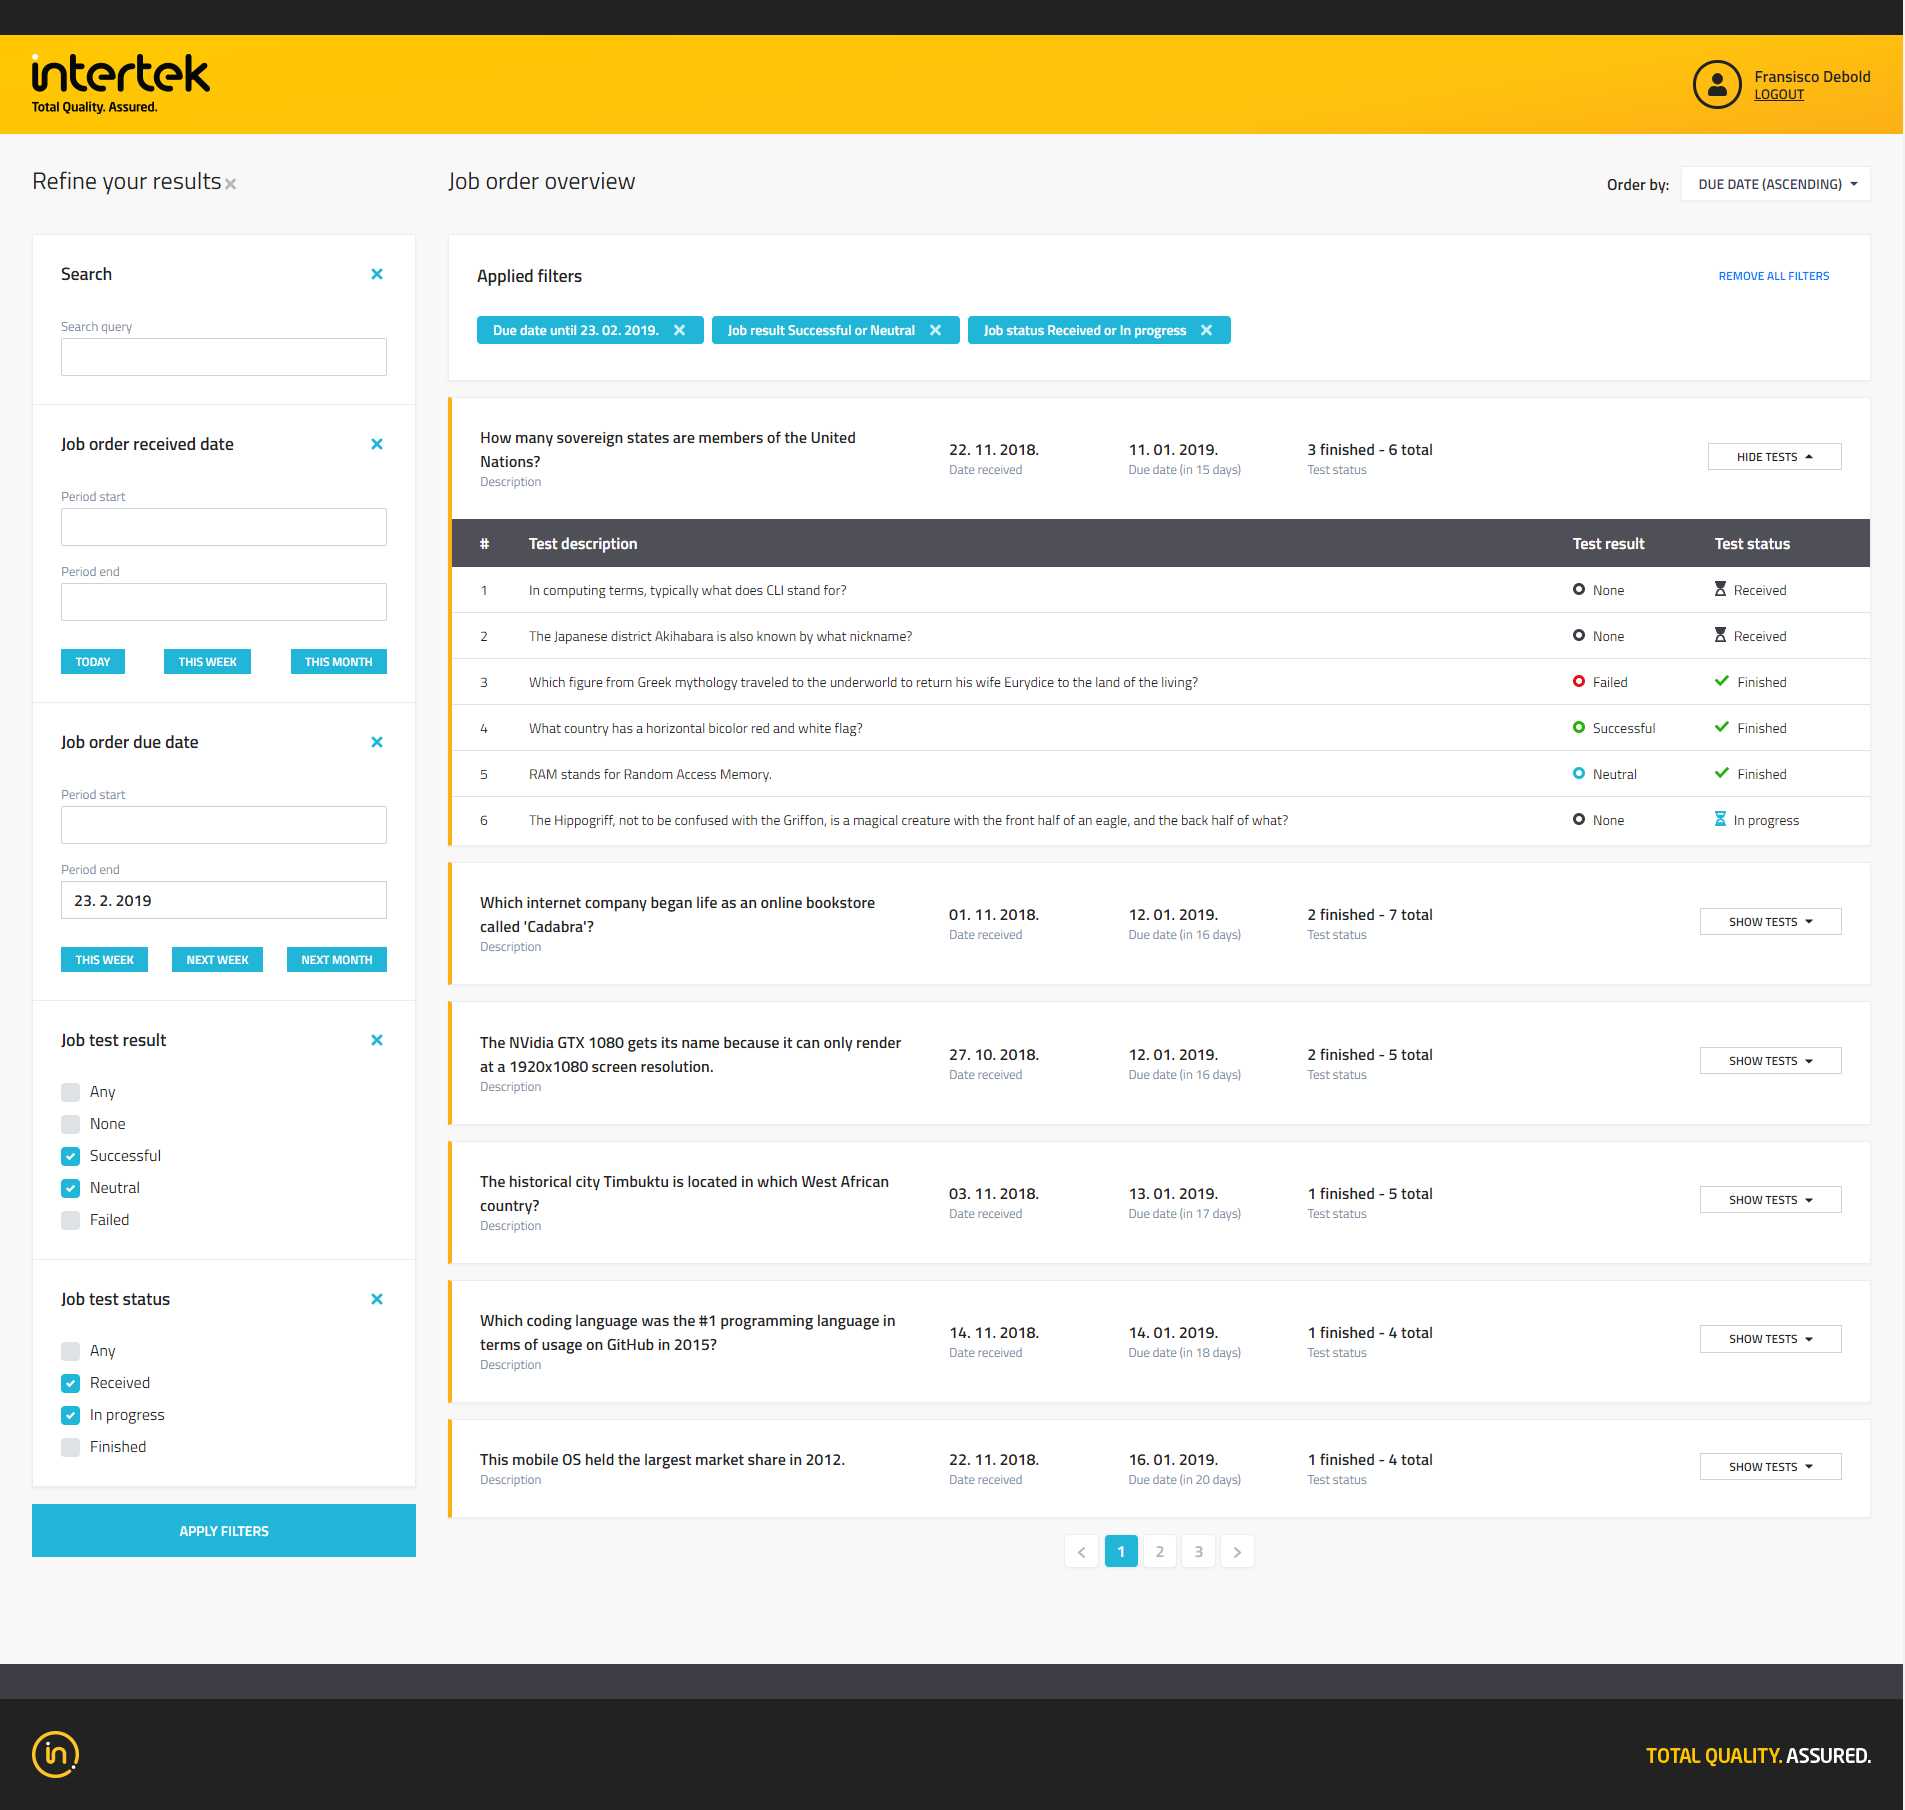 intertek
Total Quality. Assured.
Fransisco Debold
LOGOUT
Refine your results
Search
Search query
Job order received date
Period start
Period end
TODAY THIS WEEK THIS MONTH
Job order due date
Period start
Period end
23. 2. 2019
THIS WEEK NEXT WEEK NEXT MONTH
Job test result
Any
None
Successful
Neutral
Failed
Job test status
Any
Received
In progress
Finished
APPLY FILTERS
Job order overview
Order by: DUE DATE (ASCENDING)
Applied filters
REMOVE ALL FILTERS
Due date until 23. 02. 2019. Job result Successful or Neutral Job status Received or In progress
How many sovereign states are members of the United
Nations?
Description
22. 11. 2018.
Date received
11. 01. 2019.
Due date (in 15 days)
3 finished - 6 total
Test status
HIDE TESTS
# Test description Test result Test status
1 In computing terms, typically what does CLI stand for? None Received
2 The Japanese district Akihabara is also known by what nickname? None Received
3 Which figure from Greek mythology traveled to the underworld to return his wife Eurydice to the land of the living? Failed Finished
4 What country has a horizontal bicolor red and white flag? Successful Finished
5 RAM stands for Random Access Memory. Neutral Finished
6 The Hippogriff, not to be confused with the Griffon, is a magical creature with the front half of an eagle, and the back half of what? None In progress
Which internet company began life as an online bookstore
called 'Cadabra'?
Description
01. 11. 2018.
Date received
12. 01. 2019.
Due date (in 16 days)
2 finished - 7 total
Test status
SHOW TESTS
The NVidia GTX 1080 gets its name because it can only render
at a 1920x1080 screen resolution.
Description
27. 10. 2018.
Date received
12. 01. 2019.
Due date (in 16 days)
2 finished - 5 total
Test status
SHOW TESTS
The historical city Timbuktu is located in which West African
country?
Description
03. 11. 2018.
Date received
13. 01. 2019.
Due date (in 17 days)
1 finished - 5 total
Test status
SHOW TESTS
Which coding language was the #1 programming language in
terms of usage on GitHub in 2015?
Description
14. 11. 2018.
Date received
14. 01. 2019.
Due date (in 18 days)
1 finished - 4 total
Test status
SHOW TESTS
This mobile OS held the largest market share in 2012.
Description
22. 11. 2018.
Date received
16. 01. 2019.
Due date (in 20 days)
1 finished - 4 total
Test status
SHOW TESTS
< 1 2 3 >
in
TOTAL QUALITY. ASSURED.